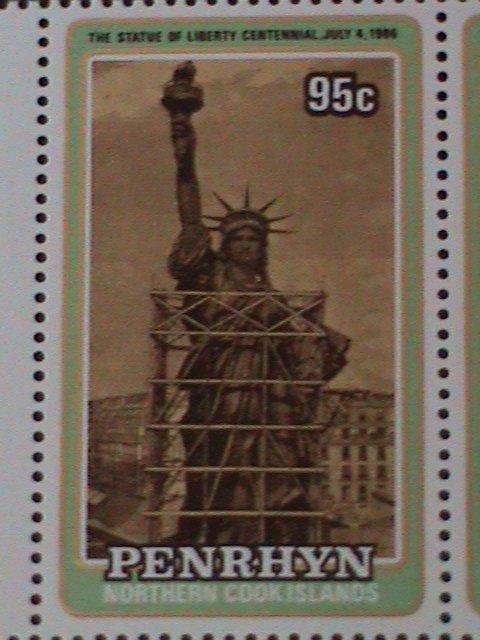 THE STATUE OF LIBERTY CENTENNIAL.JULY 4, 1986
95c
PENRHYN
NORTHERN COOK ISLANDS